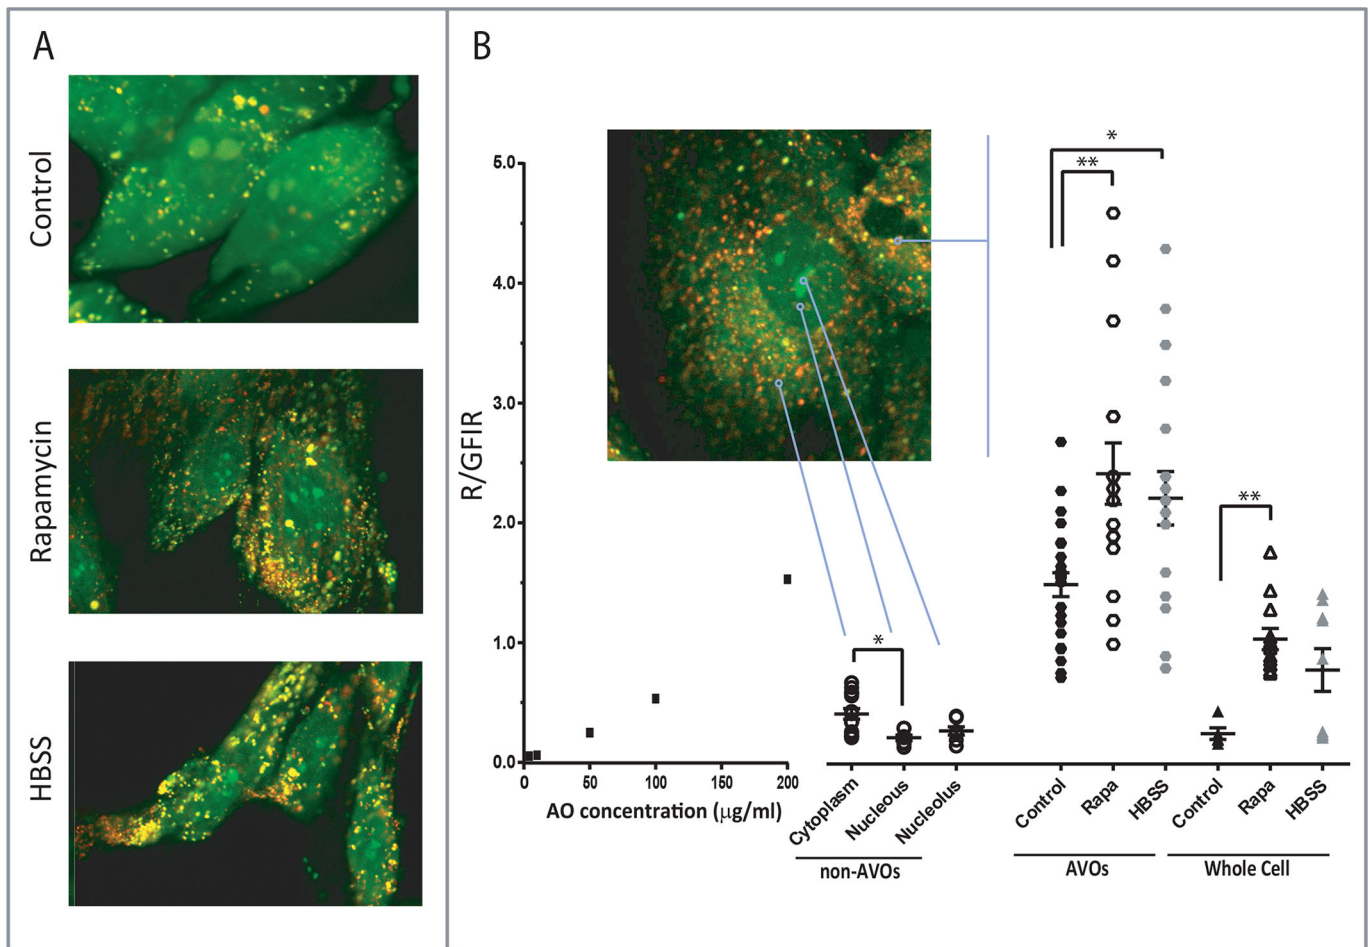 A
B
Control
Rapamycin
HBSS
R/GFIR
5.0
4.0
3.0
2.0
1.0
0.0
0
50
100
150
200
AO concentration (µg/ml)
*
*
**
**
Cytoplasm
Nucleous
Nucleolus
non-AVOs
Control
Rapa
HBSS
AVOs
Control
Rapa
HBSS
Whole Cell